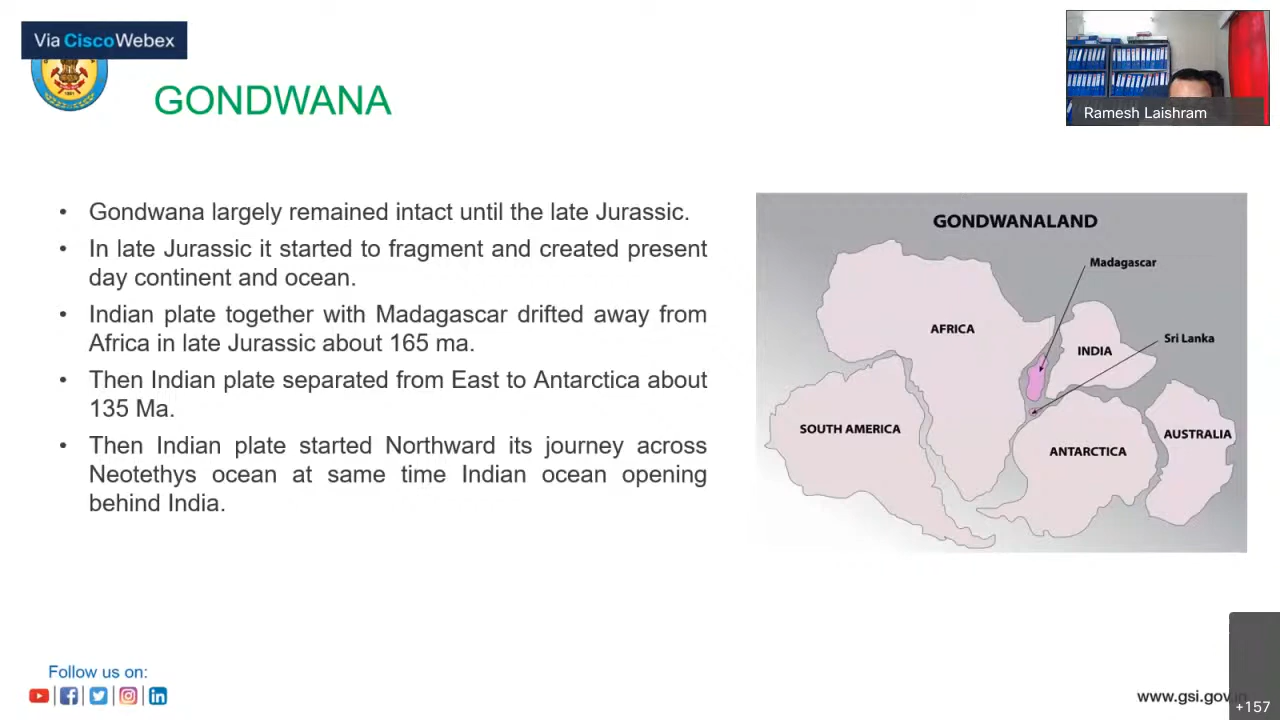 Via Cisco Webex
GONDWANA
Ramesh Laishram
• Gondwana largely remained intact until the late Jurassic.
• In late Jurassic it started to fragment and created present
day continent and ocean.
• Indian plate together with Madagascar drifted away from
Africa in late Jurassic about 165 ma.
• Then Indian plate separated from East to Antarctica about
135 Ma.
• Then Indian plate started Northward its journey across
Neotethys ocean at same time Indian ocean opening
behind India.
GONDWANALAND
Madagascar
AFRICA
Sri Lanka
INDIA
SOUTH AMERICA
AUSTRALIA
ANTARCTICA
Follow us on:
www.gsi.gov.in
+157